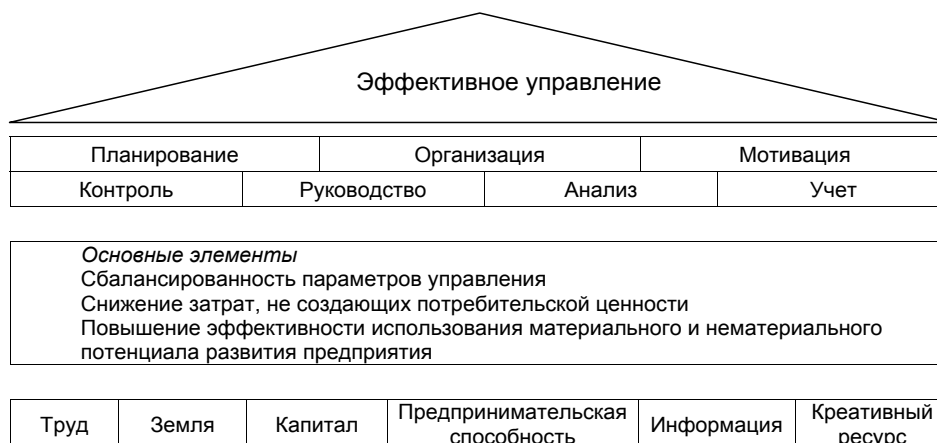 Эффективное управление
Планирование Организация Мотивация
Контроль Руководство Анализ Учет
Основные элементы
Сбалансированность параметров управления
Снижение затрат, не создающих потребительской ценности
Повышение эффективности использования материального и нематериального
потенциала развития предприятия
Труд Земля Капитал Предпринимательская способность Информация Креативный ресурс